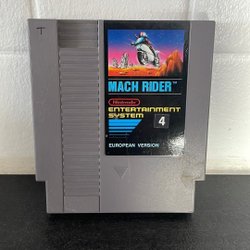 T
MACH RIDER™
Nintendo®
ENTERTAINMENT
SYSTEM
4
EUROPEAN VERSION